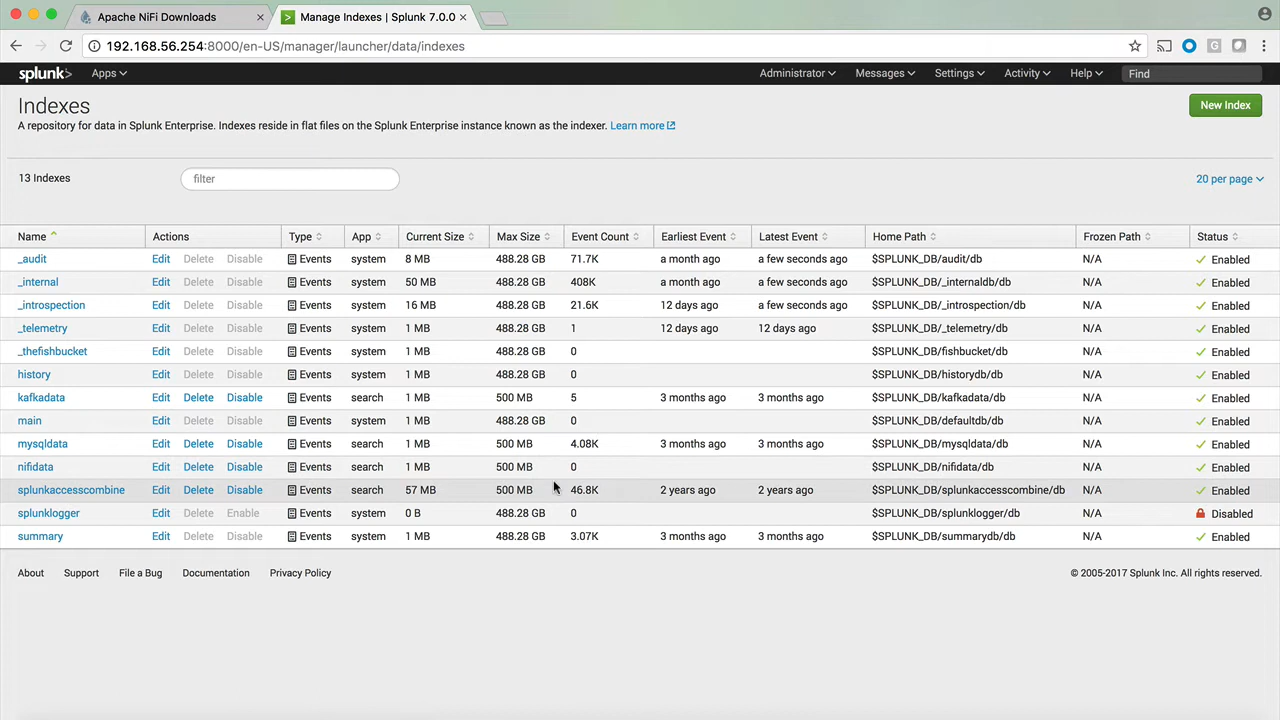 Apache NiFi Downloads
Manage Indexes | Splunk 7.0.0
192.168.56.254:8000/en-US/manager/launcher/data/indexes
splunk> Apps Administrator Messages Settings Activity Help Find
Indexes
New Index
A repository for data in Splunk Enterprise. Indexes reside in flat files on the Splunk Enterprise instance known as the indexer. Learn more
13 Indexes filter 20 per page
Name Actions Type App Current Size Max Size Event Count Earliest Event Latest Event Home Path Frozen Path Status
_audit Edit Delete Disable Events system 8 MB 488.28 GB 71.7K a month ago a few seconds ago $SPLUNK_DB/audit/db N/A Enabled
_internal Edit Delete Disable Events system 50 MB 488.28 GB 408K a month ago a few seconds ago $SPLUNK_DB/_internaldb/db N/A Enabled
_introspection Edit Delete Disable Events system 16 MB 488.28 GB 21.6K 12 days ago a few seconds ago $SPLUNK_DB/_introspection/db N/A Enabled
_telemetry Edit Delete Disable Events system 1 MB 488.28 GB 1 12 days ago 12 days ago $SPLUNK_DB/_telemetry/db N/A Enabled
_thefishbucket Edit Delete Disable Events system 1 MB 488.28 GB 0 $SPLUNK_DB/fishbucket/db N/A Enabled
history Edit Delete Disable Events system 1 MB 488.28 GB 0 $SPLUNK_DB/historydb/db N/A Enabled
kafkadata Edit Delete Disable Events search 1 MB 500 MB 5 3 months ago 3 months ago $SPLUNK_DB/kafkadata/db N/A Enabled
main Edit Delete Disable Events system 1 MB 488.28 GB 0 $SPLUNK_DB/defaultdb/db N/A Enabled
mysqldata Edit Delete Disable Events search 1 MB 500 MB 4.08K 3 months ago 3 months ago $SPLUNK_DB/mysqldata/db N/A Enabled
nifidata Edit Delete Disable Events search 1 MB 500 MB 0 $SPLUNK_DB/nifidata/db N/A Enabled
splunkaccesscombine Edit Delete Disable Events search 57 MB 500 MB 46.8K 2 years ago 2 years ago $SPLUNK_DB/splunkaccesscombine/db N/A Enabled
splunklogger Edit Delete Enable Events system 0 B 488.28 GB 0 $SPLUNK_DB/splunklogger/db N/A Disabled
summary Edit Delete Disable Events system 1 MB 488.28 GB 3.07K 3 months ago 3 months ago $SPLUNK_DB/summarydb/db N/A Enabled
About Support File a Bug Documentation Privacy Policy © 2005-2017 Splunk Inc. All rights reserved.